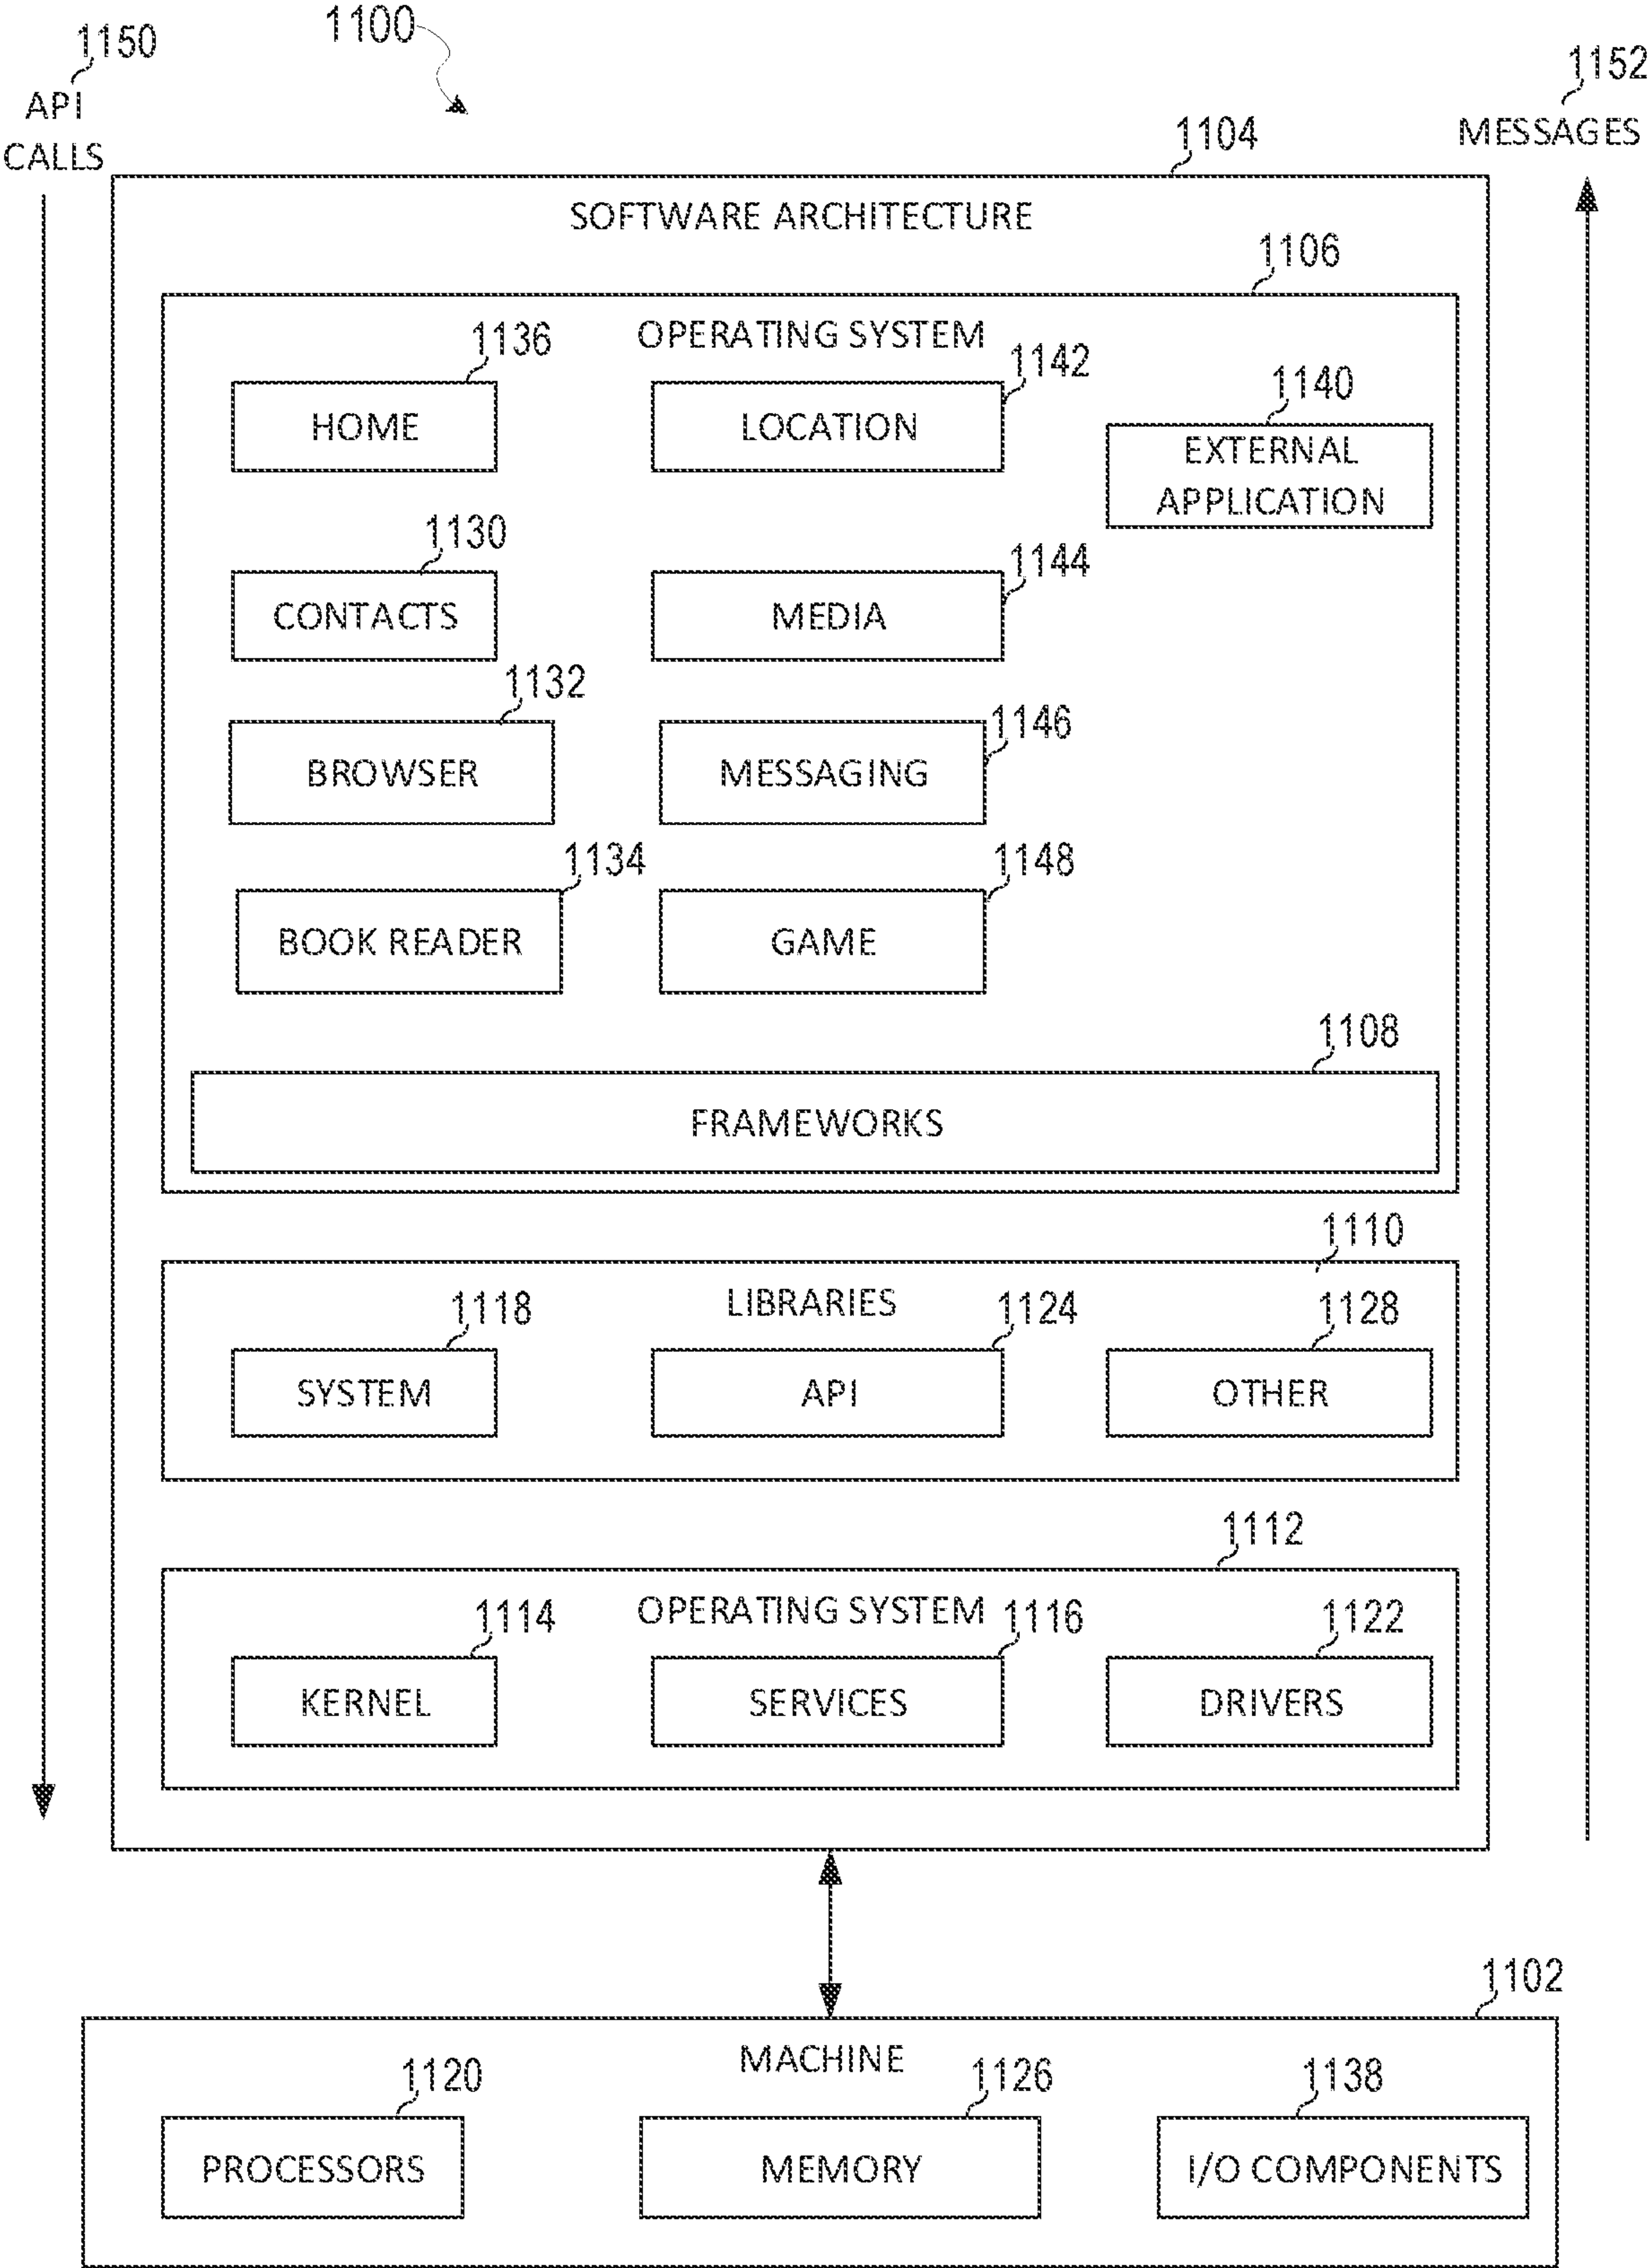 1150
1100
1152
API
CALLS
MESSAGES
1104
SOFTWARE ARCHITECTURE
1106
OPERATING SYSTEM
1136
1142
1140
HOME
LOCATION
EXTERNAL
APPLICATION
1130
1144
CONTACTS
MEDIA
1132
1146
BROWSER
MESSAGING
1134
1148
BOOK READER
GAME
1108
FRAMEWORKS
1110
LIBRARIES
1118
1124
1128
SYSTEM
API
OTHER
1112
OPERATING SYSTEM
1114
1116
1122
KERNEL
SERVICES
DRIVERS
1102
MACHINE
1120
1126
1138
PROCESSORS
MEMORY
I/O COMPONENTS